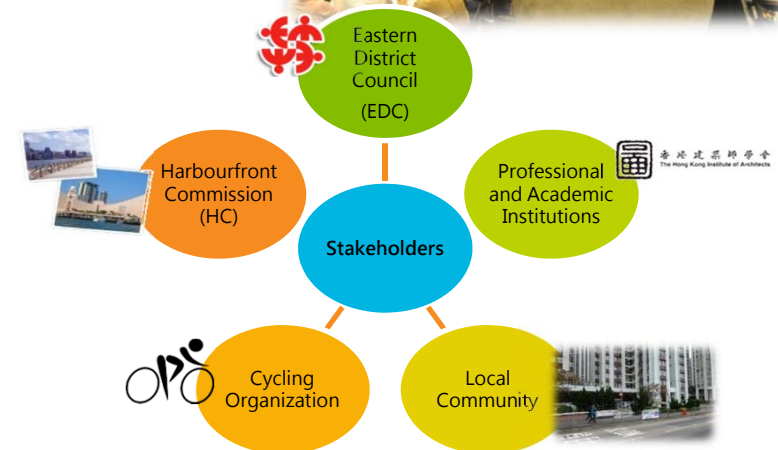 Eastern
District
Council
(EDC)
Harbourfront
Commission
(HC)
Professional
and Academic
Institutions
香港建築師學會
The Hong Kong Institute of Architects
Stakeholders
Cycling
Organization
Local
Community